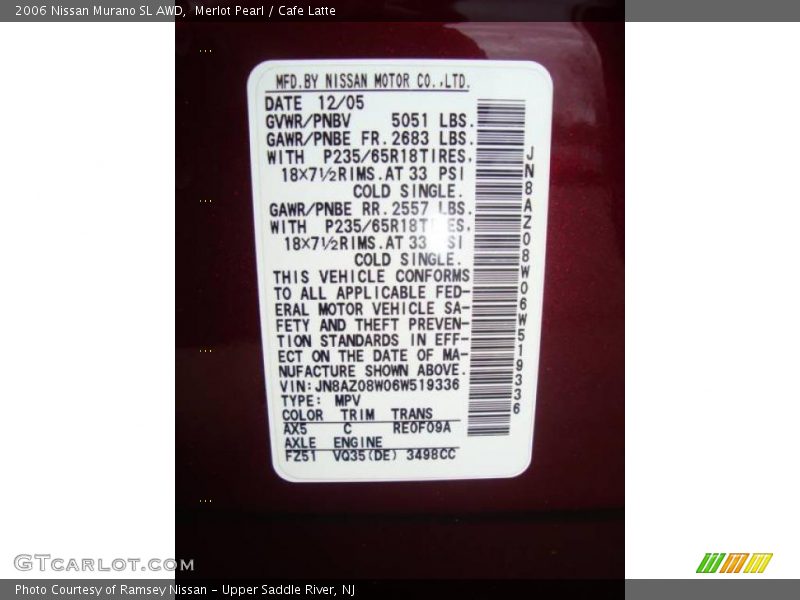 2006 Nissan Murano SL AWD,  Merlot Pearl / Cafe Latte
MFD.BY NISSAN MOTOR CO.,LTD.
DATE 12/05
GVWR/PNBV 5051 LBS.
GAWR/PNBE FR.2683 LBS.
WITH P235/65R18TIRES.
18×7½RIMS.AT 33 PSI
COLD SINGLE.
GAWR/PNBE RR.2557 LBS.
WITH P235/65R18TIRES.
18×7½RIMS.AT 33 PSI
COLD SINGLE.
THIS VEHICLE CONFORMS
TO ALL APPLICABLE FED-
ERAL MOTOR VEHICLE SA-
FETY AND THEFT PREVEN-
TION STANDARDS IN EFF-
ECT ON THE DATE OF MA-
NUFACTURE SHOWN ABOVE.
VIN:JN8AZ08W06W519336
TYPE: MPV
COLOR TRIM TRANS
AX5 C RE0F09A
AXLE ENGINE
FZ51 VQ35(DE) 3498CC
JN8AZ08W06W519336
GTCARLOT.COM
Photo Courtesy of Ramsey Nissan - Upper Saddle River, NJ